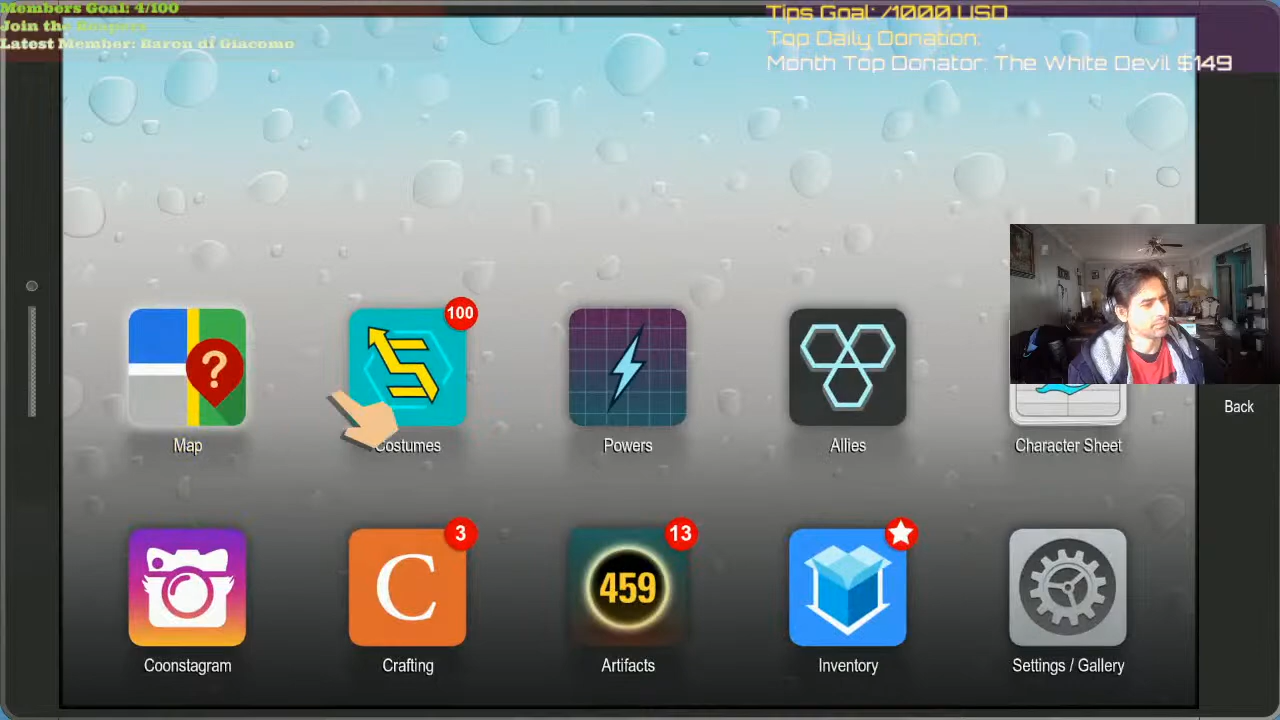 Members Goal: 4/100
Join the Reapers
Latest Member: Baron di Giacomo
Tips Goal: /1000 USD
Top Daily Donation:
Month Top Donator: The White Devil $149
100
?
Map
Costumes
Powers
Allies
Character Sheet
Back
3
13
C
459
Coonstagram
Crafting
Artifacts
Inventory
Settings / Gallery